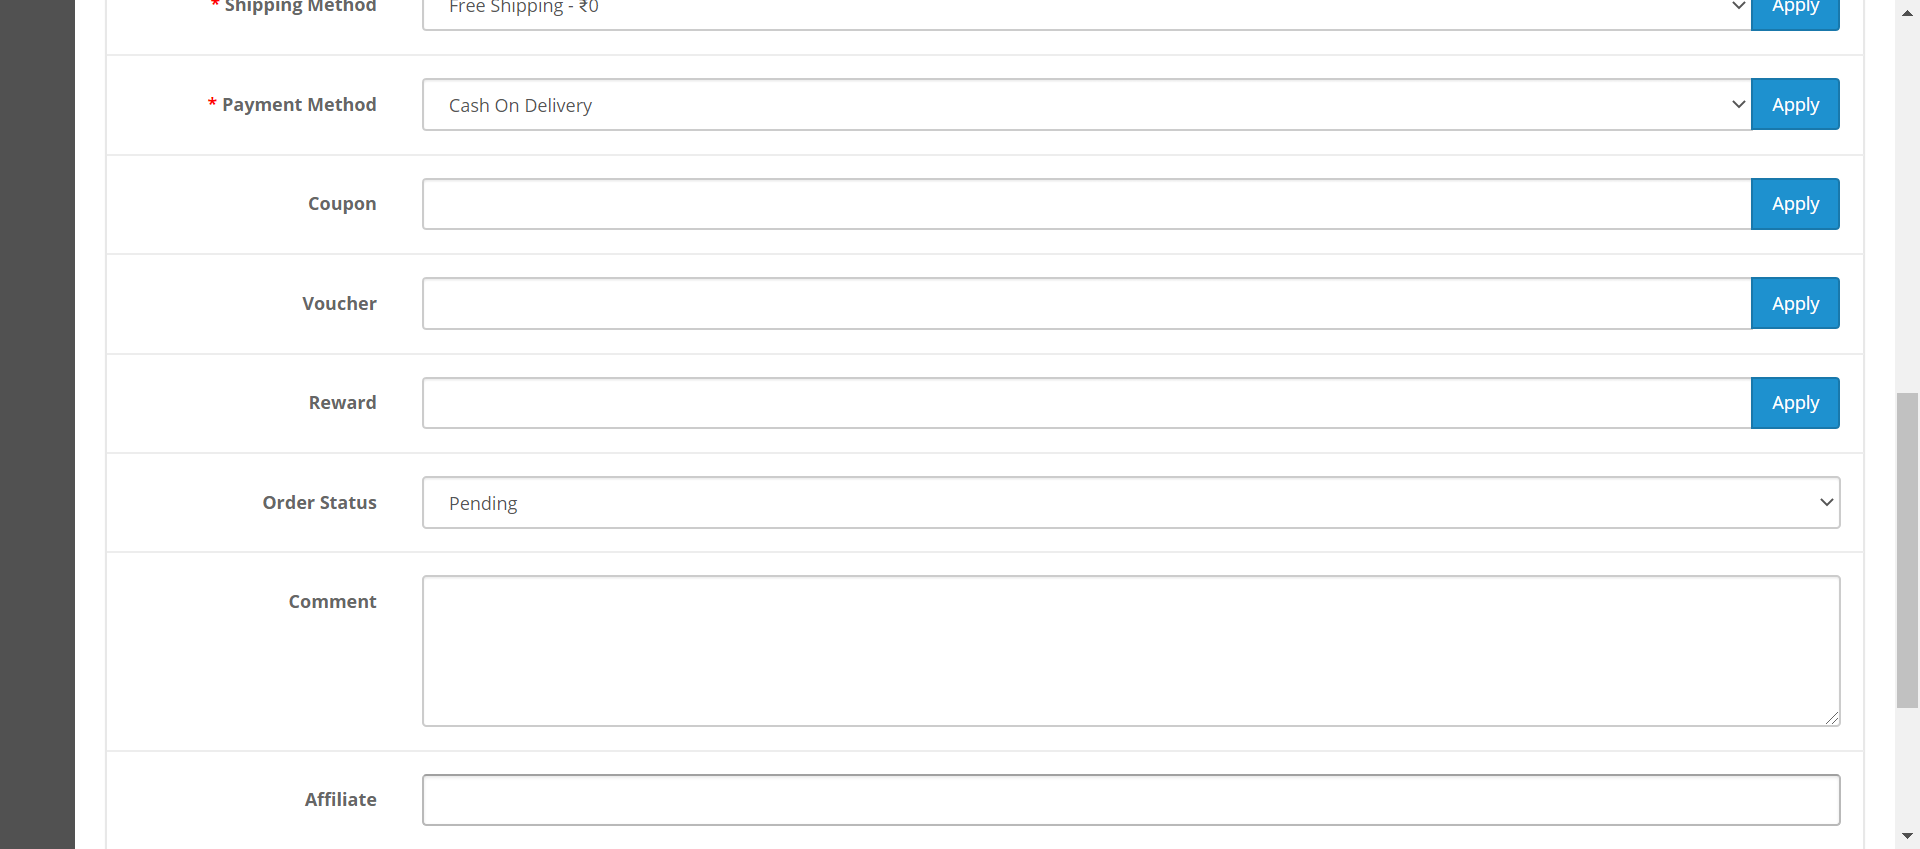 * Shipping Method Free Shipping - ₹0 Apply
* Payment Method Cash On Delivery Apply
Coupon Apply
Voucher Apply
Reward Apply
Order Status Pending
Comment
Affiliate